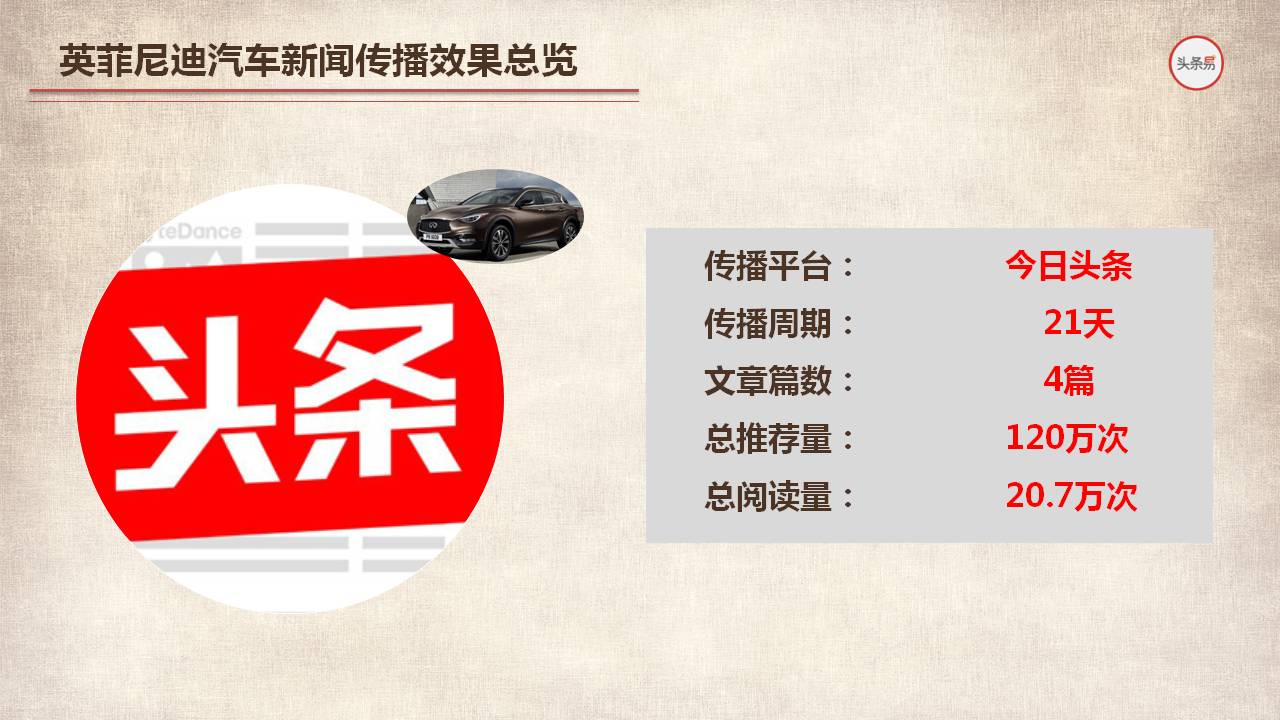 英菲尼迪汽车新闻传播效果总览
头条易
teDance
头条
传播平台： 今日头条
传播周期： 21天
文章篇数： 4篇
总推荐量： 120万次
总阅读量： 20.7万次